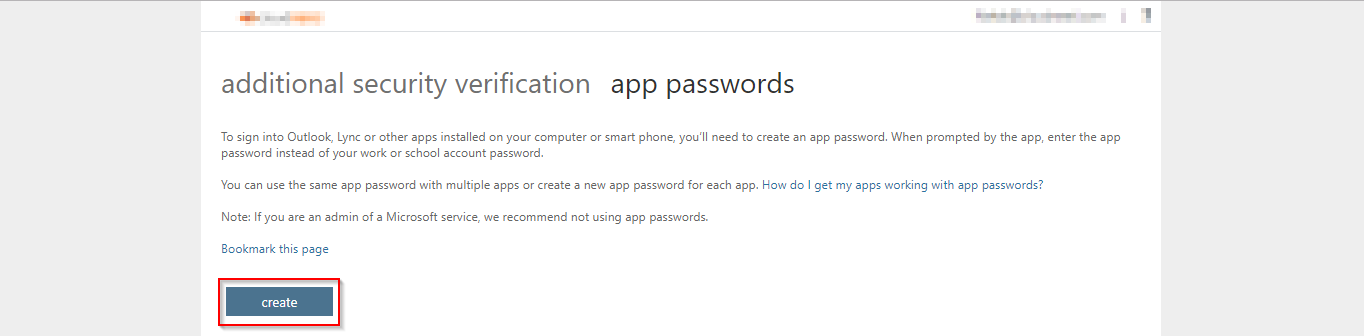 additional security verification app passwords
To sign into Outlook, Lync or other apps installed on your computer or smart phone, you'll need to create an app password. When prompted by the app, enter the app
password instead of your work or school account password.
You can use the same app password with multiple apps or create a new app password for each app. How do I get my apps working with app passwords?
Note: If you are an admin of a Microsoft service, we recommend not using app passwords.
Bookmark this page
create